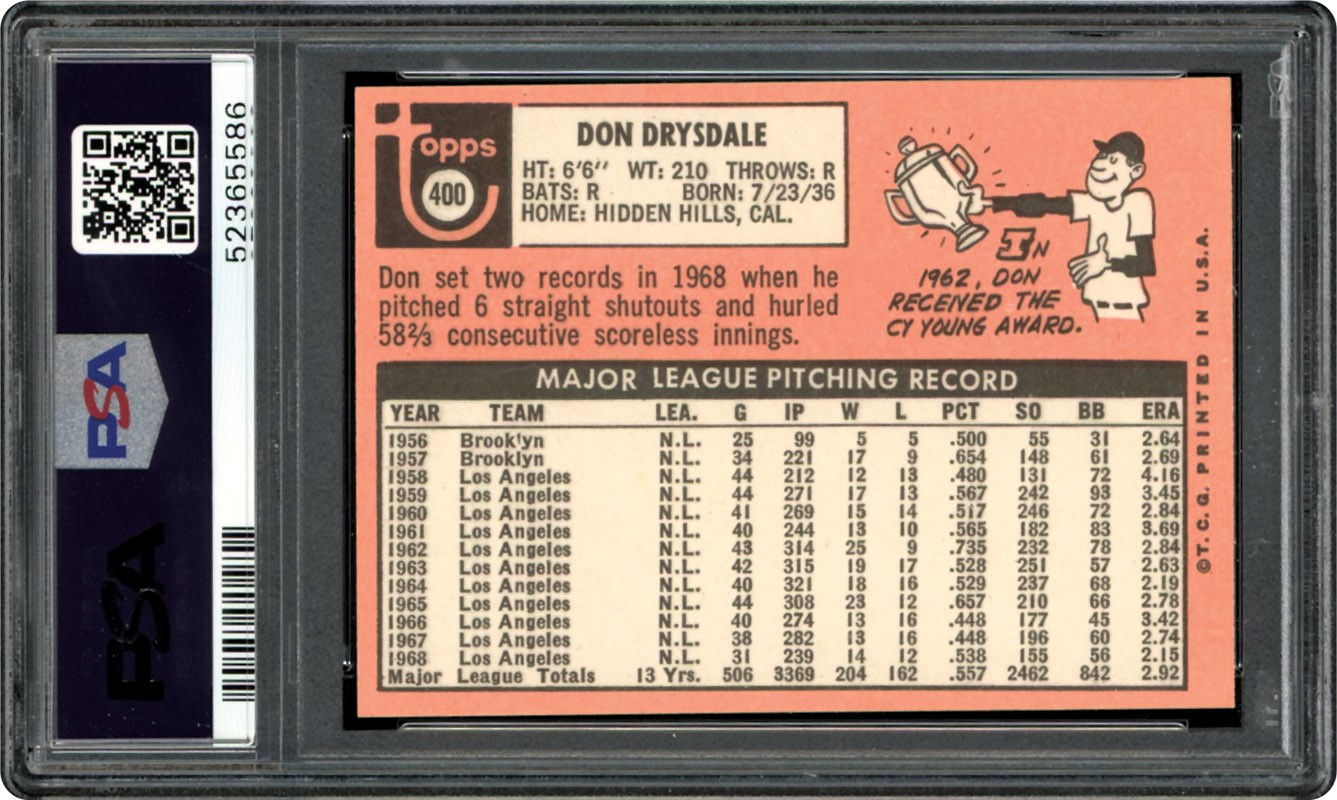 52365586
PSA
PSA
topps
400
DON DRYSDALE
HT: 6'6'' WT: 210 THROWS: R
BATS: R BORN: 7/23/36
HOME: HIDDEN HILLS, CAL.
Don set two records in 1968 when he
pitched 6 straight shutouts and hurled
58⅔ consecutive scoreless innings.
IN
1962, DON
RECEIVED THE
CY YOUNG AWARD.
MAJOR LEAGUE PITCHING RECORD
YEAR TEAM LEA. G IP W L PCT SO BB ERA
1956 Brooklyn N.L. 25 99 5 5 .500 55 31 2.64
1957 Brooklyn N.L. 34 221 17 9 .654 148 61 2.69
1958 Los Angeles N.L. 44 212 12 13 .480 131 72 4.16
1959 Los Angeles N.L. 44 271 17 13 .567 242 93 3.45
1960 Los Angeles N.L. 41 269 15 14 .517 246 72 2.84
1961 Los Angeles N.L. 40 244 13 10 .565 182 83 3.69
1962 Los Angeles N.L. 43 314 25 9 .735 232 78 2.84
1963 Los Angeles N.L. 42 315 19 17 .528 251 57 2.63
1964 Los Angeles N.L. 40 321 18 16 .529 237 68 2.19
1965 Los Angeles N.L. 44 308 23 12 .657 210 66 2.78
1966 Los Angeles N.L. 40 274 13 16 .448 177 45 3.42
1967 Los Angeles N.L. 38 282 13 16 .448 196 60 2.74
1968 Los Angeles N.L. 31 239 14 12 .538 155 56 2.15
Major League Totals 13 Yrs. 506 3369 204 162 .557 2462 842 2.92
©T. C. G. PRINTED IN U.S.A.